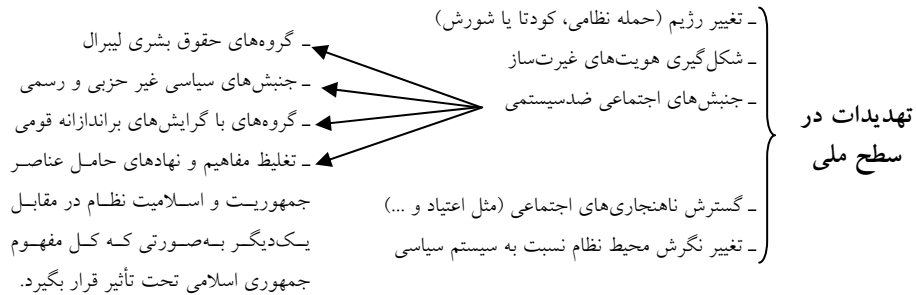 تهدیدات در
سطح ملی
ـ تغییر رژیم (حمله نظامی، کودتا یا شورش)
ـ شکل‌گیری هویت‌های غیرت‌ساز
ـ جنبش‌های اجتماعی ضدسیستمی
ـ گسترش ناهنجاری‌های اجتماعی (مثل اعتیاد و ...)
ـ تغییر نگرش محیط نظام نسبت به سیستم سیاسی
ـ گروه‌های حقوق بشری لیبرال
ـ جنبش‌های سیاسی غیر حزبی و رسمی
ـ گروه‌های با گرایش‌های براندازانه قومی
ـ تغلیظ مفاهیم و نهادهای حامل عناصر
جمهوریت و اسلامیت نظام در مقابل
یکدیگر به‌صورتی که کل مفهوم
جمهوری اسلامی تحت تأثیر قرار بگیرد.